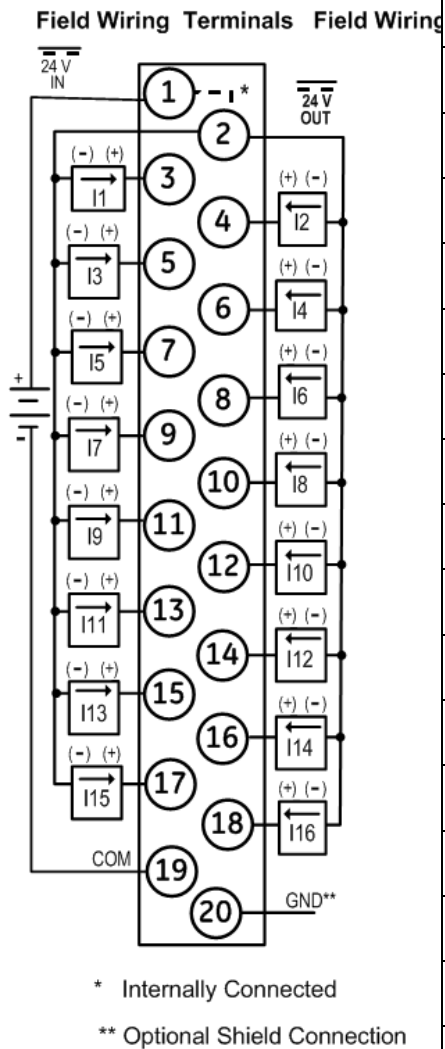 Field Wiring Terminals Field Wiring
24 V
IN
1
*
24 V
OUT
2
(-) (+)
I1
3
(+) (-)
I2
4
(-) (+)
I3
5
(+) (-)
I4
6
(-) (+)
I5
7
(+) (-)
I6
8
+
-
(-) (+)
I7
9
(+) (-)
I8
10
(-) (+)
I9
11
(+) (-)
I10
12
(-) (+)
I11
13
(+) (-)
I12
14
(-) (+)
I13
15
(+) (-)
I14
16
(-) (+)
I15
17
(+) (-)
I16
18
COM
19
20
GND**
* Internally Connected
** Optional Shield Connection